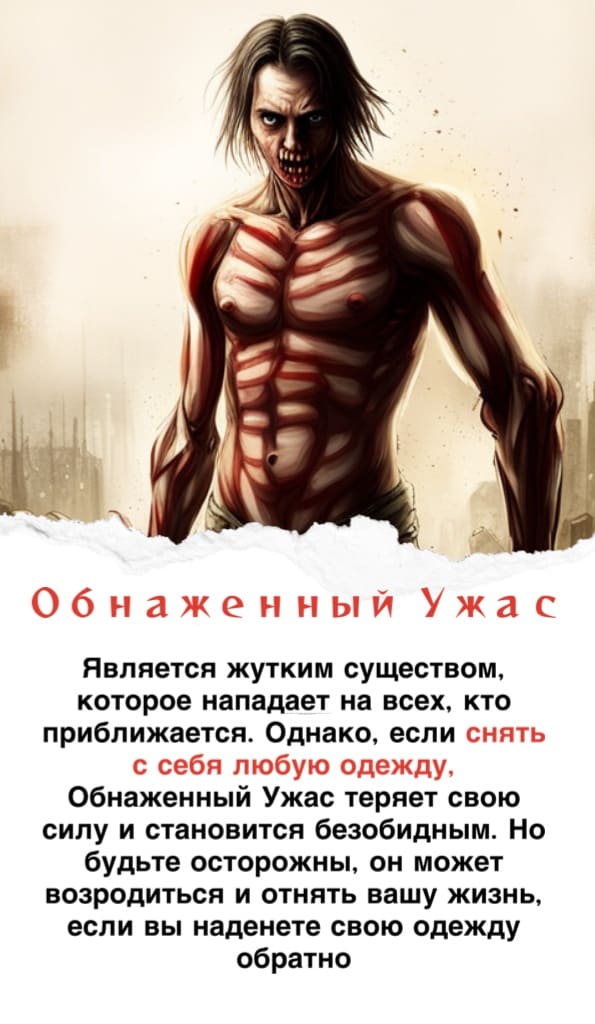 Обнаженный Ужас
Является жутким существом,
которое нападает на всех, кто
приближается. Однако, если снять
с себя любую одежду,
Обнаженный Ужас теряет свою
силу и становится безобидным. Но
будьте осторожны, он может
возродиться и отнять вашу жизнь,
если вы наденете свою одежду
обратно